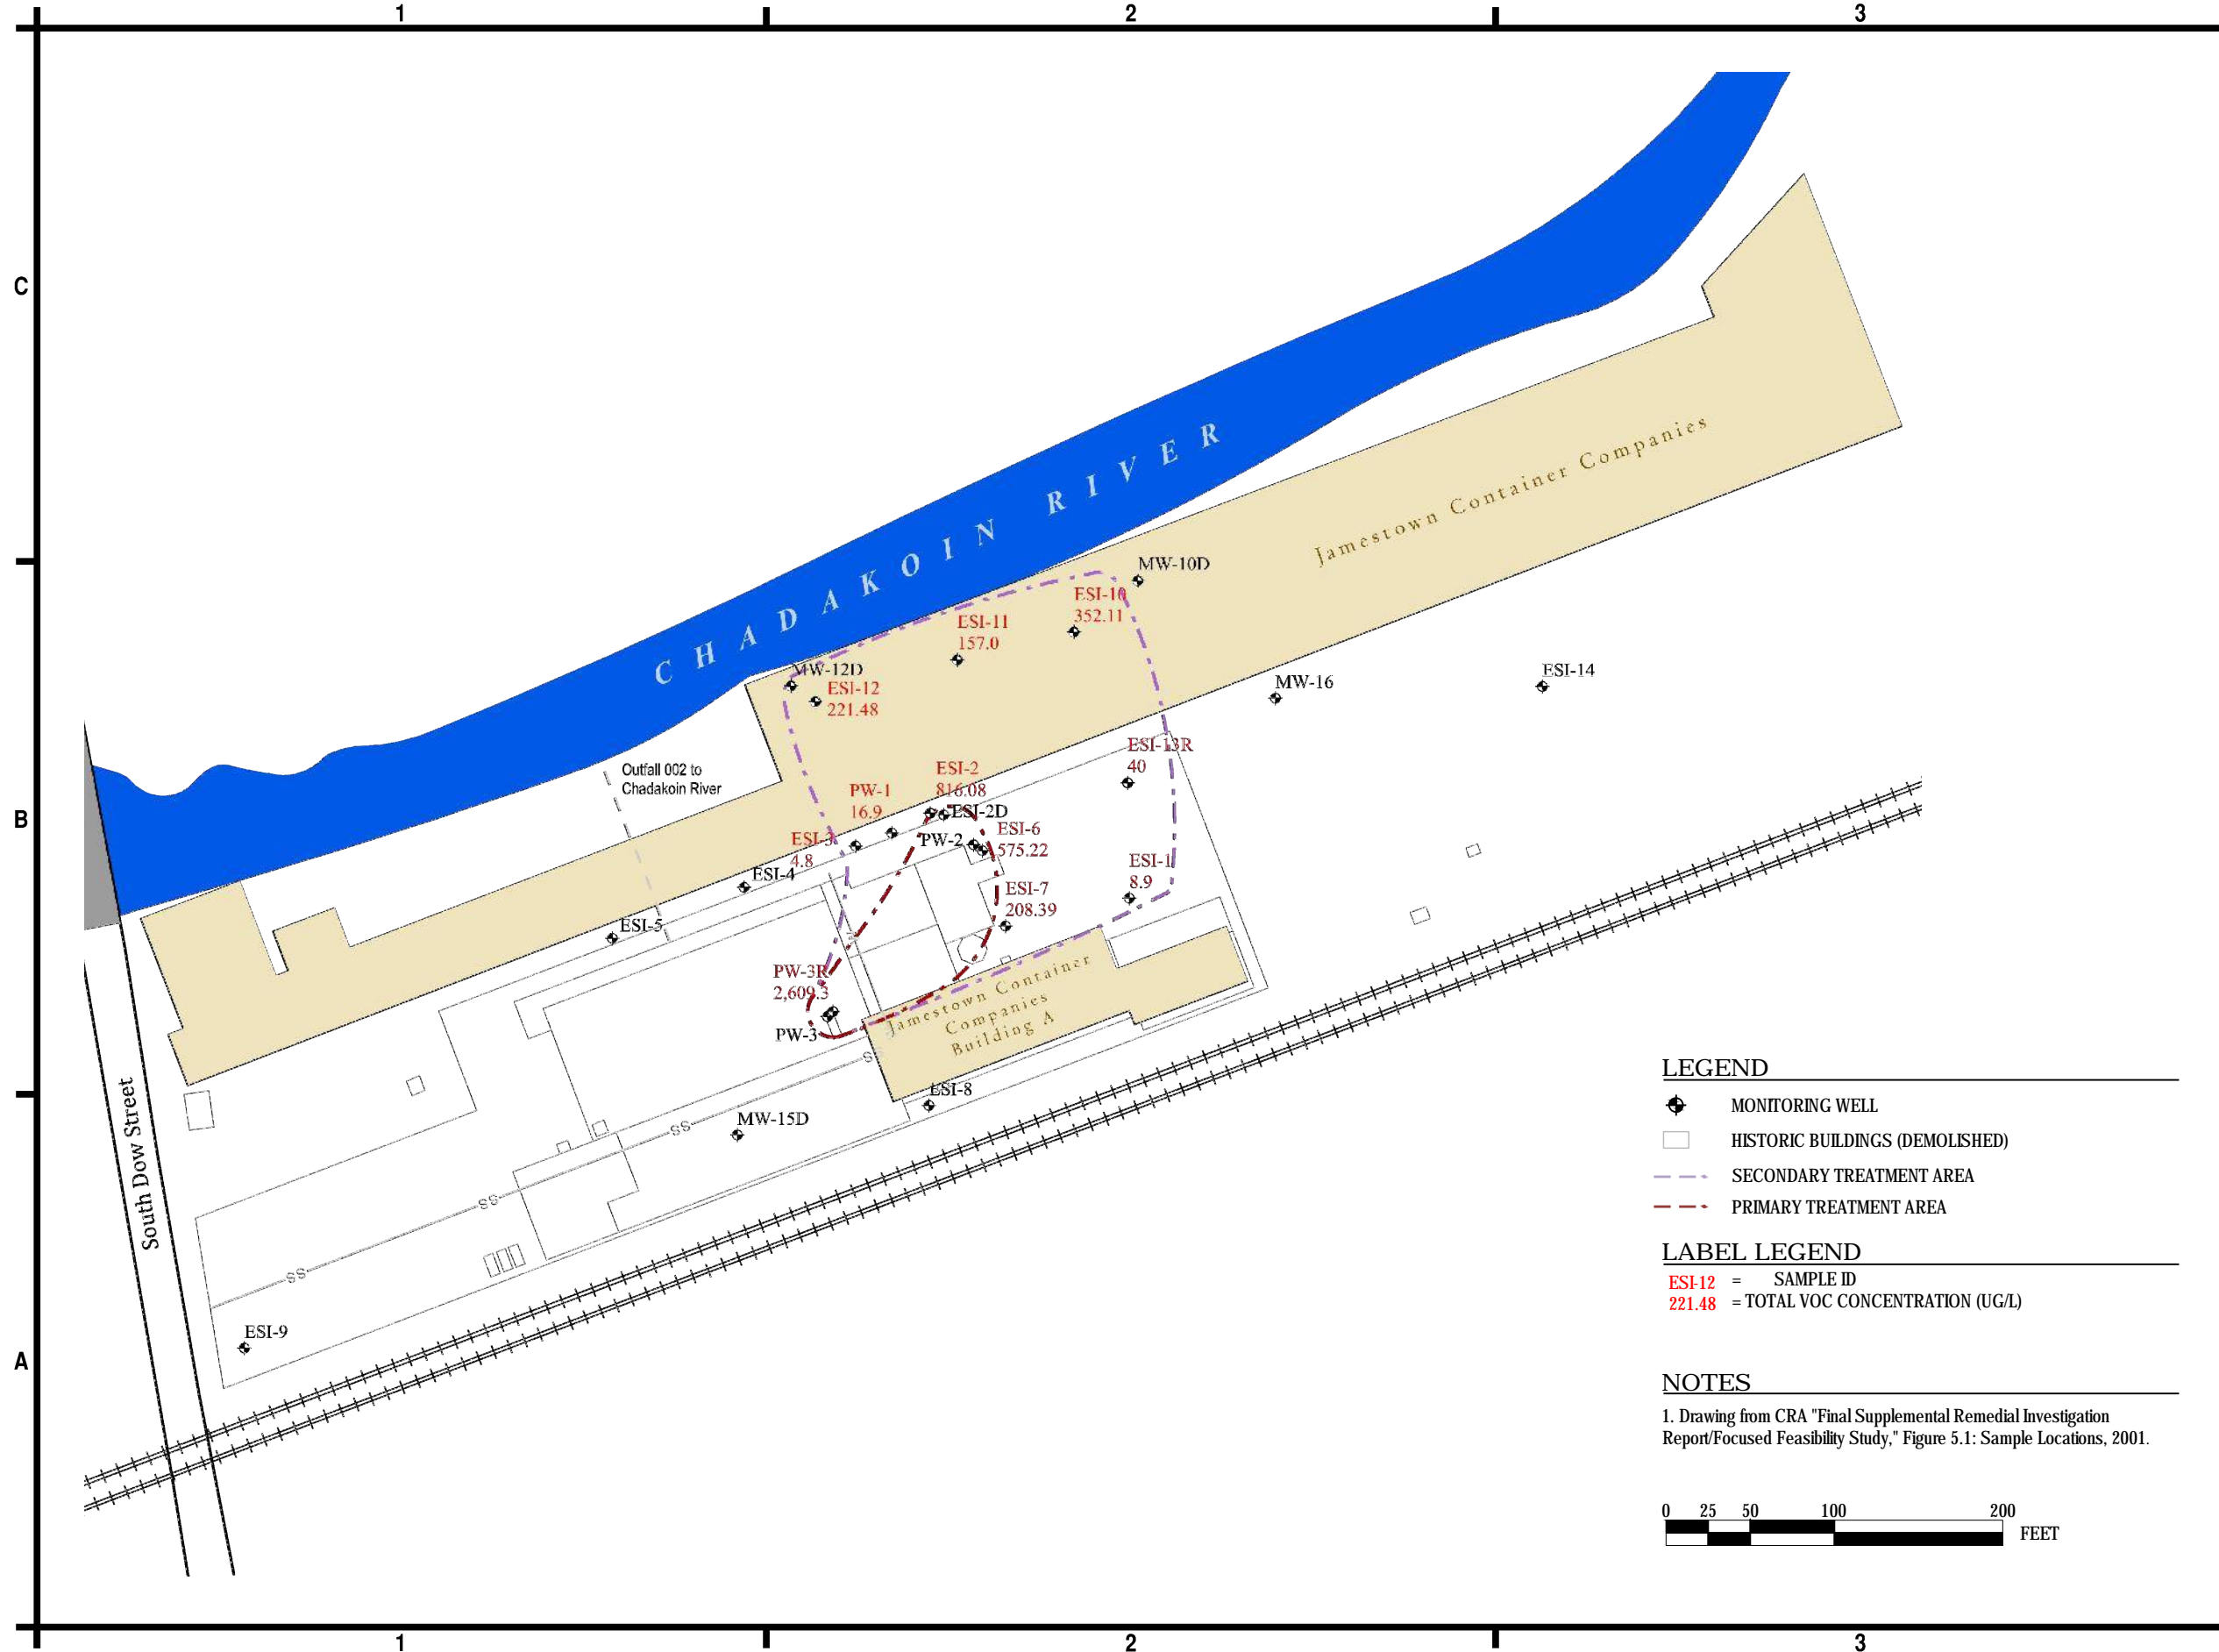 1
2
3
C
CHADAKOIN RIVER
Jamestown Container Companies
MW-10D
ESI-10
352.11
ESI-11
157.0
MW-12D
ESI-12
221.48
MW-16
ESI-14
ESI-13R
40
Outfall 002 to
Chadakoin River
ESI-2
816.08
PW-1
16.9
ESI-2D
B
ESI-3
4.8
PW-2
ESI-6
575.22
ESI-4
ESI-1
8.9
ESI-7
208.39
ESI-5
PW-3R
2,609.3
PW-3
Jamestown Container
Companies
Building A
SS
ESI-8
MW-15D
SS
SS
SS
South Dow Street
ESI-9
A
LEGEND
MONITORING WELL
HISTORIC BUILDINGS (DEMOLISHED)
SECONDARY TREATMENT AREA
PRIMARY TREATMENT AREA
LABEL LEGEND
ESI-12 = SAMPLE ID
221.48 = TOTAL VOC CONCENTRATION (UG/L)
NOTES
1. Drawing from CRA "Final Supplemental Remedial Investigation
Report/Focused Feasibility Study," Figure 5.1: Sample Locations, 2001.
0 25 50 100 200
FEET
1
2
3